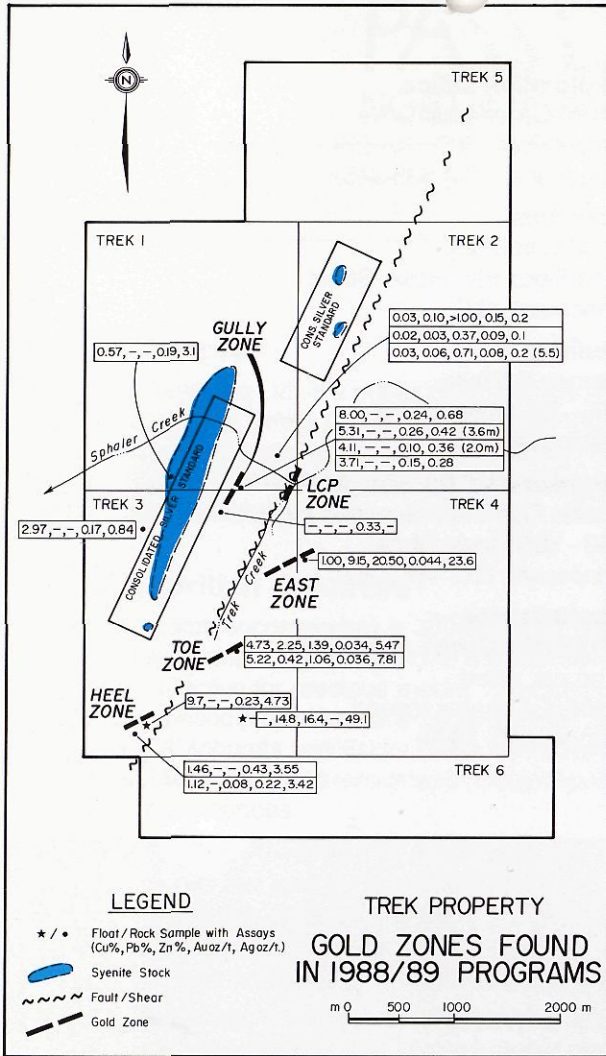 N
TREK 5
TREK 1
TREK 2
CONS. SILVER
STANDARD
GULLY
ZONE
0.03, 0.10, >1.00, 0.15, 0.2
0.02, 0.03, 0.37, 0.09, 0.1
0.03, 0.06, 0.71, 0.08, 0.2 (5.5)
0.57, -, -, 0.19, 3.1
8.00, -, -, 0.24, 0.68
5.31, -, -, 0.26, 0.42 (3.6m)
4.11, -, -, 0.10, 0.36 (2.0m)
3.71, -, -, 0.15, 0.28
Sphaler Creek
CONSOLIDATED SILVER STANDARD
LCP
ZONE
TREK 3
TREK 4
2.97, -, -, 0.17, 0.84
-, -, -, 0.33, -
1.00, 9.15, 20.50, 0.044, 23.6
EAST
ZONE
Trek Creek
TOE
ZONE
4.73, 2.25, 1.39, 0.034, 5.47
5.22, 0.42, 1.06, 0.036, 7.81
HEEL
ZONE
9.7, -, -, 0.23, 4.73
-, 14.8, 16.4, -, 49.1
1.46, -, -, 0.43, 3.55
1.12, -, 0.08, 0.22, 3.42
TREK 6
LEGEND
★ / • Float / Rock Sample with Assays
(Cu%, Pb%, Zn%, Au oz/t, Ag oz/t.)
Syenite Stock
Fault / Shear
Gold Zone
TREK PROPERTY
GOLD ZONES FOUND
IN 1988/89 PROGRAMS
m 0 500 1000 2000 m